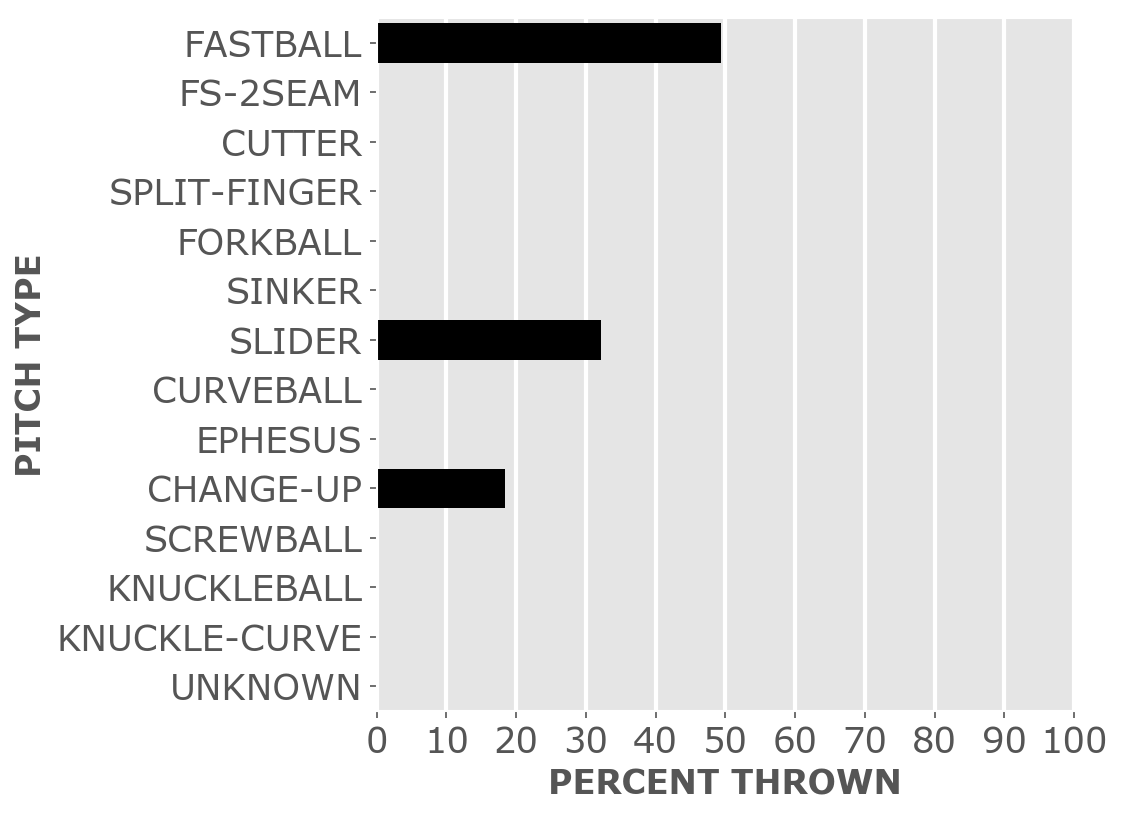 FASTBALL
FS-2SEAM
CUTTER
SPLIT-FINGER
FORKBALL
SINKER
SLIDER
CURVEBALL
EPHESUS
CHANGE-UP
SCREWBALL
KNUCKLEBALL
KNUCKLE-CURVE
UNKNOWN
PITCH TYPE
0 10 20 30 40 50 60 70 80 90 100
PERCENT THROWN